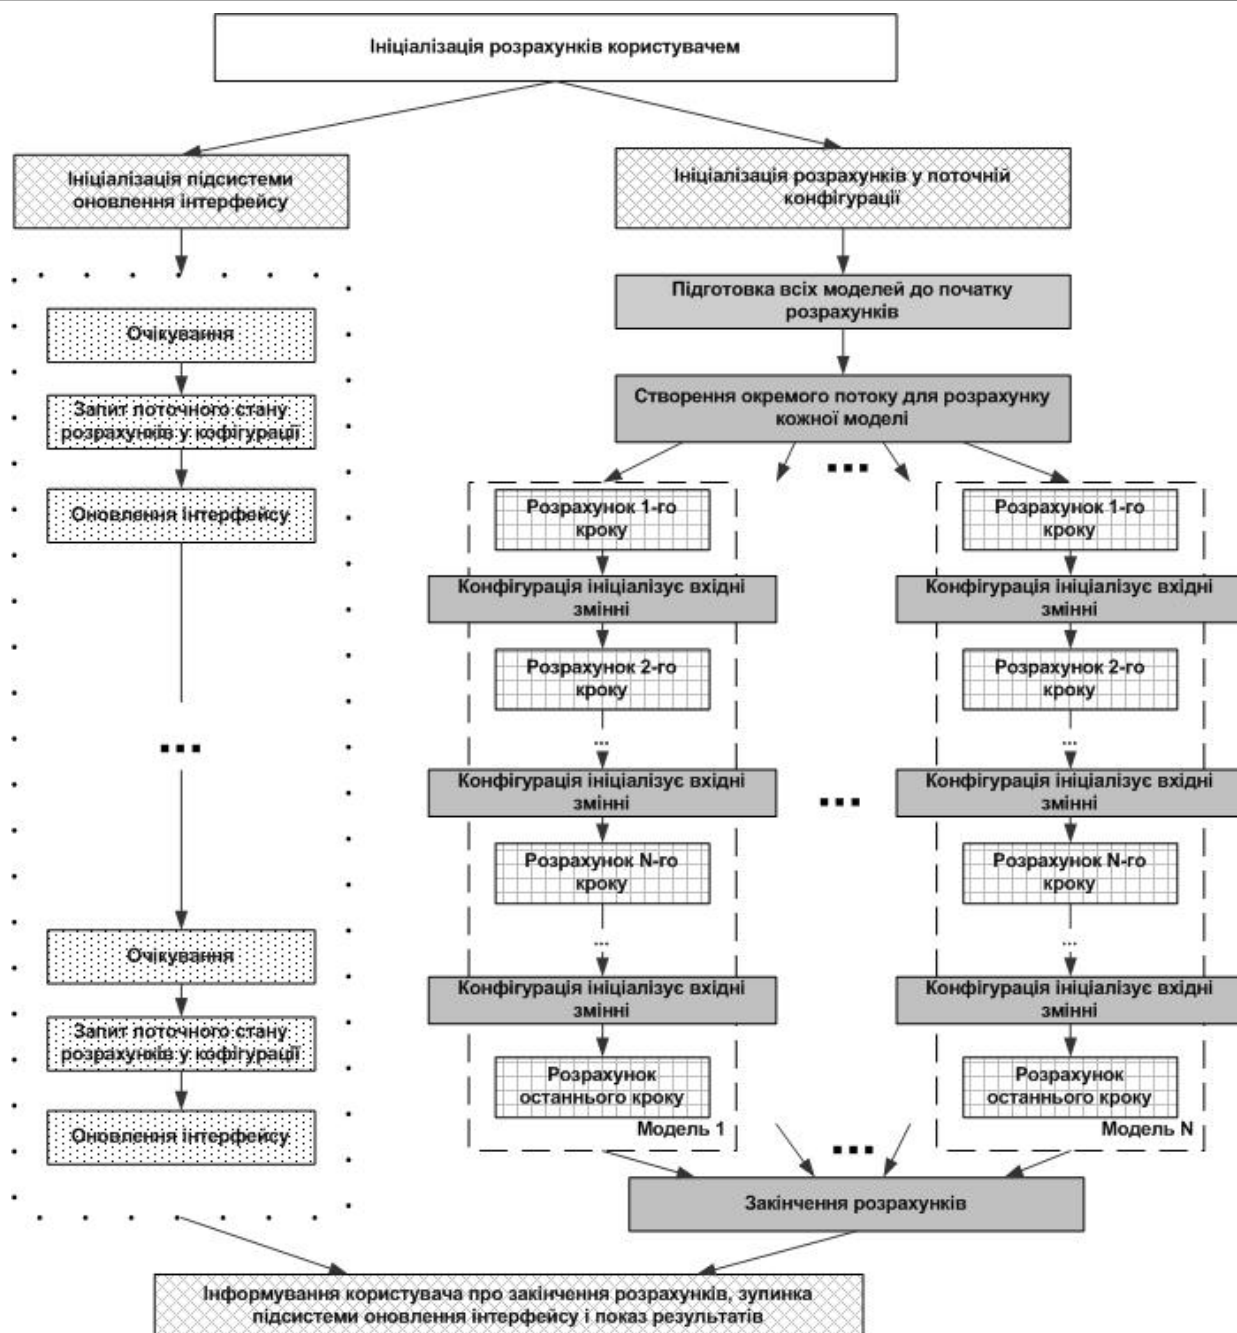 Ініціалізація розрахунків користувачем
Ініціалізація підсистеми
оновлення інтерфейсу
Очікування
Запит поточного стану
розрахунків у кофігурації
Оновлення інтерфейсу
...
Очікування
Запит поточного стану
розрахунків у кофігурації
Оновлення інтерфейсу
Ініціалізація розрахунків у поточній
конфігурації
Підготовка всіх моделей до початку
розрахунків
Створення окремого потоку для розрахунку
кожної моделі
...
Розрахунок 1-го
кроку
Конфігурація ініціалізує вхідні
змінні
Розрахунок 2-го
кроку
...
Конфігурація ініціалізує вхідні
змінні
Розрахунок N-го
кроку
...
Конфігурація ініціалізує вхідні
змінні
Розрахунок
останнього кроку
Модель 1
...
Розрахунок 1-го
кроку
Конфігурація ініціалізує вхідні
змінні
Розрахунок 2-го
кроку
...
Конфігурація ініціалізує вхідні
змінні
Розрахунок N-го
кроку
...
Конфігурація ініціалізує вхідні
змінні
Розрахунок
останнього кроку
Модель N
...
Закінчення розрахунків
Інформування користувача про закінчення розрахунків, зупинка
підсистеми оновлення інтерфейсу і показ результатів